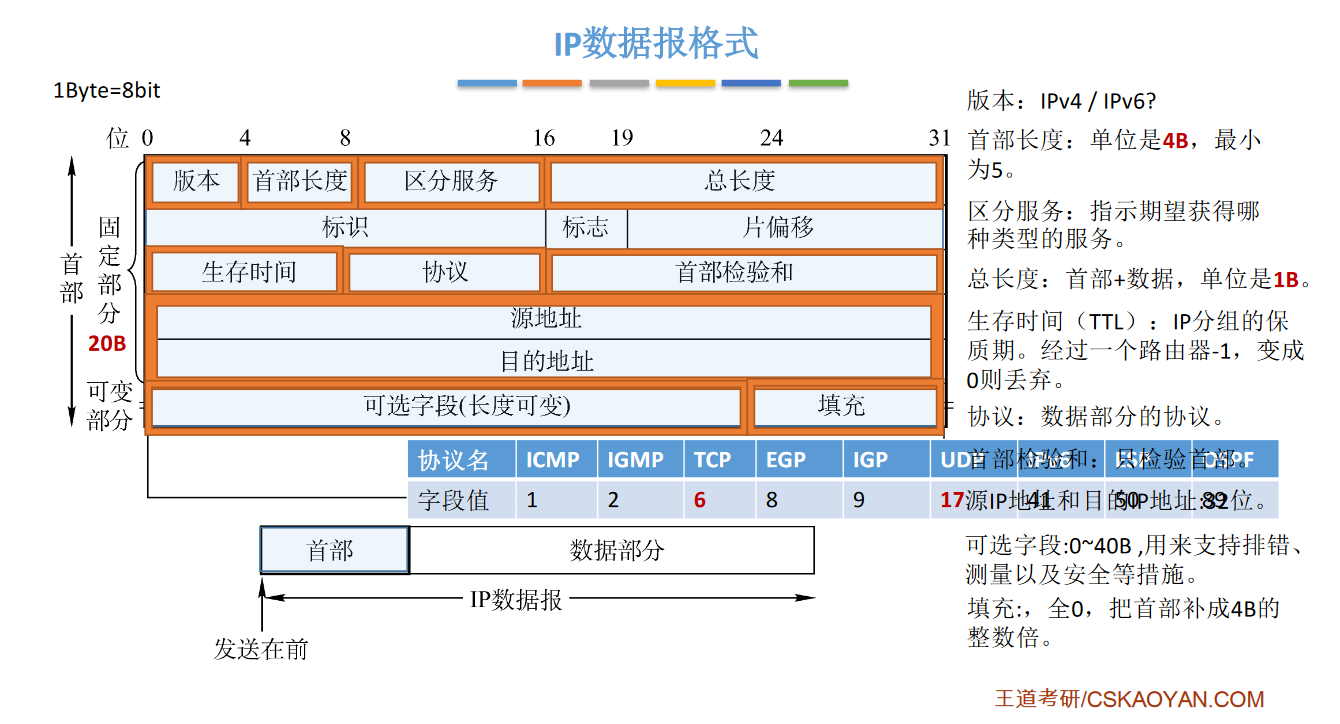 IP数据报格式
1Byte=8bit
位 0 4 8 16 19 24 31
版本 首部长度 区分服务 总长度
标识 标志 片偏移
生存时间 协议 首部检验和
源地址
目的地址
可选字段(长度可变) 填充
首部
固定部分
20B
可变部分
协议名 ICMP IGMP TCP EGP IGP
字段值 1 2 6 8 9 17 41 50 89
首部 数据部分
IP数据报
发送在前
版本：IPv4 / IPv6?
首部长度：单位是4B，最小
为5。
区分服务：指示期望获得哪
种类型的服务。
总长度：首部+数据，单位是1B。
生存时间（TTL）：IP分组的保
质期。经过一个路由器-1，变成
0则丢弃。
协议：数据部分的协议。
首部检验和：只检验首部。
源IP地址和目的IP地址:32位。
可选字段:0~40B ,用来支持排错、
测量以及安全等措施。
填充:，全0，把首部补成4B的
整数倍。
王道考研/CSKAOYAN.COM